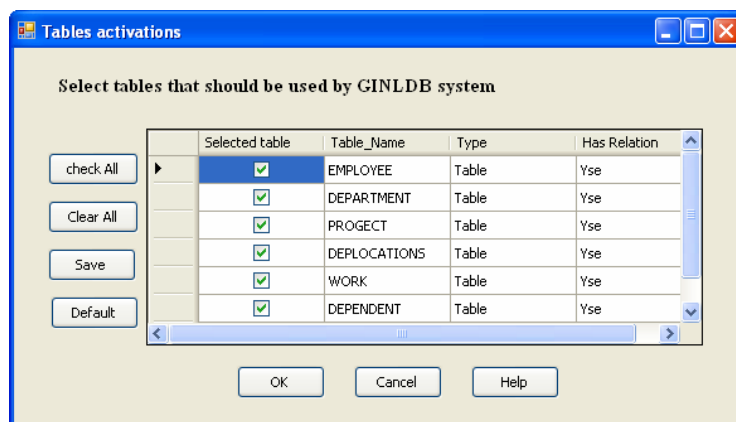 Tables activations
Select tables that should be used by GINLDB system
Selected table Table_Name Type Has Relation
check All
EMPLOYEE Table Yse
DEPARTMENT Table Yse
Clear All
PROGECT Table Yse
DEPLOCATIONS Table Yse
Save
WORK Table Yse
Default
DEPENDENT Table Yse
OK Cancel Help